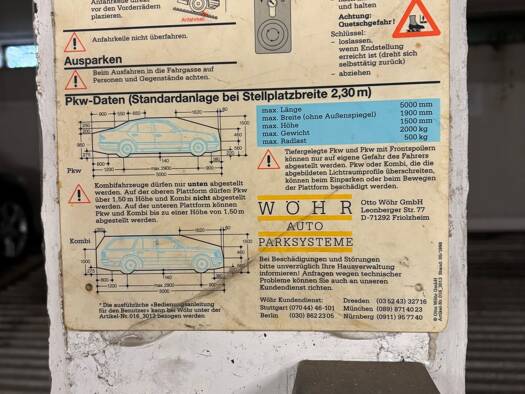 Anfahrhilfe direkt
vor den Vorderrädern
plazieren.
Anfahrkeil nicht überfahren.
und halten
Achtung:
Quetschgefahr!
Schlüssel:
– loslassen,
wenn Endstellung
erreicht ist (dreht sich
selbsttätig zurück)
– abziehen
Ausparken
Beim Ausfahren in die Fahrgasse auf
Personen und Gegenstände achten.
Pkw-Daten (Standardanlage bei Stellplatzbreite 2,30 m)
max. Länge 5000 mm
max. Breite (ohne Außenspiegel) 1900 mm
max. Höhe 1500 mm
max. Gewicht 2000 kg
max. Radlast 500 kg
Pkw
Tiefergelegte Pkw und Pkw mit Frontspoilern
können nur auf eigene Gefahr des Fahrers
abgestellt werden. Pkw oder Kombi, die die
abgebildeten Lichtraumprofile überschreiten,
können beim Einparken oder beim Bewegen
der Plattform beschädigt werden.
Kombifahrzeuge dürfen nur unten abgestellt
werden. Auf der oberen Plattform dürfen Pkw
über 1,50 m Höhe und Kombi nicht abgestellt
werden. Auf der unteren Plattform können
Pkw und Kombi bis zu einer Höhe von 1,50 m
abgestellt werden.
WÖHR
AUTO
PARKSYSTEME
Otto Wöhr GmbH
Leonberger Str. 77
D-71292 Friolzheim
Kombi
Bei Beschädigungen und Störungen
bitte unverzüglich Ihre Hausverwaltung
informieren! Anfragen wegen technischer
Probleme können Sie auch an unseren
Kundendienst richten.
* Die ausführliche »Bedienungsanleitung
für den Benutzer« kann bei Wöhr unter der
Artikel-Nr. 016_3012 bezogen werden.
Wöhr Kundendienst: Dresden (03 52 43) 327 16
Stuttgart (070 44) 46-101 München (089) 871 40 23
Berlin (030) 862 23 05 Nürnberg (0911) 95 77 40
© Otto Wöhr GmbH